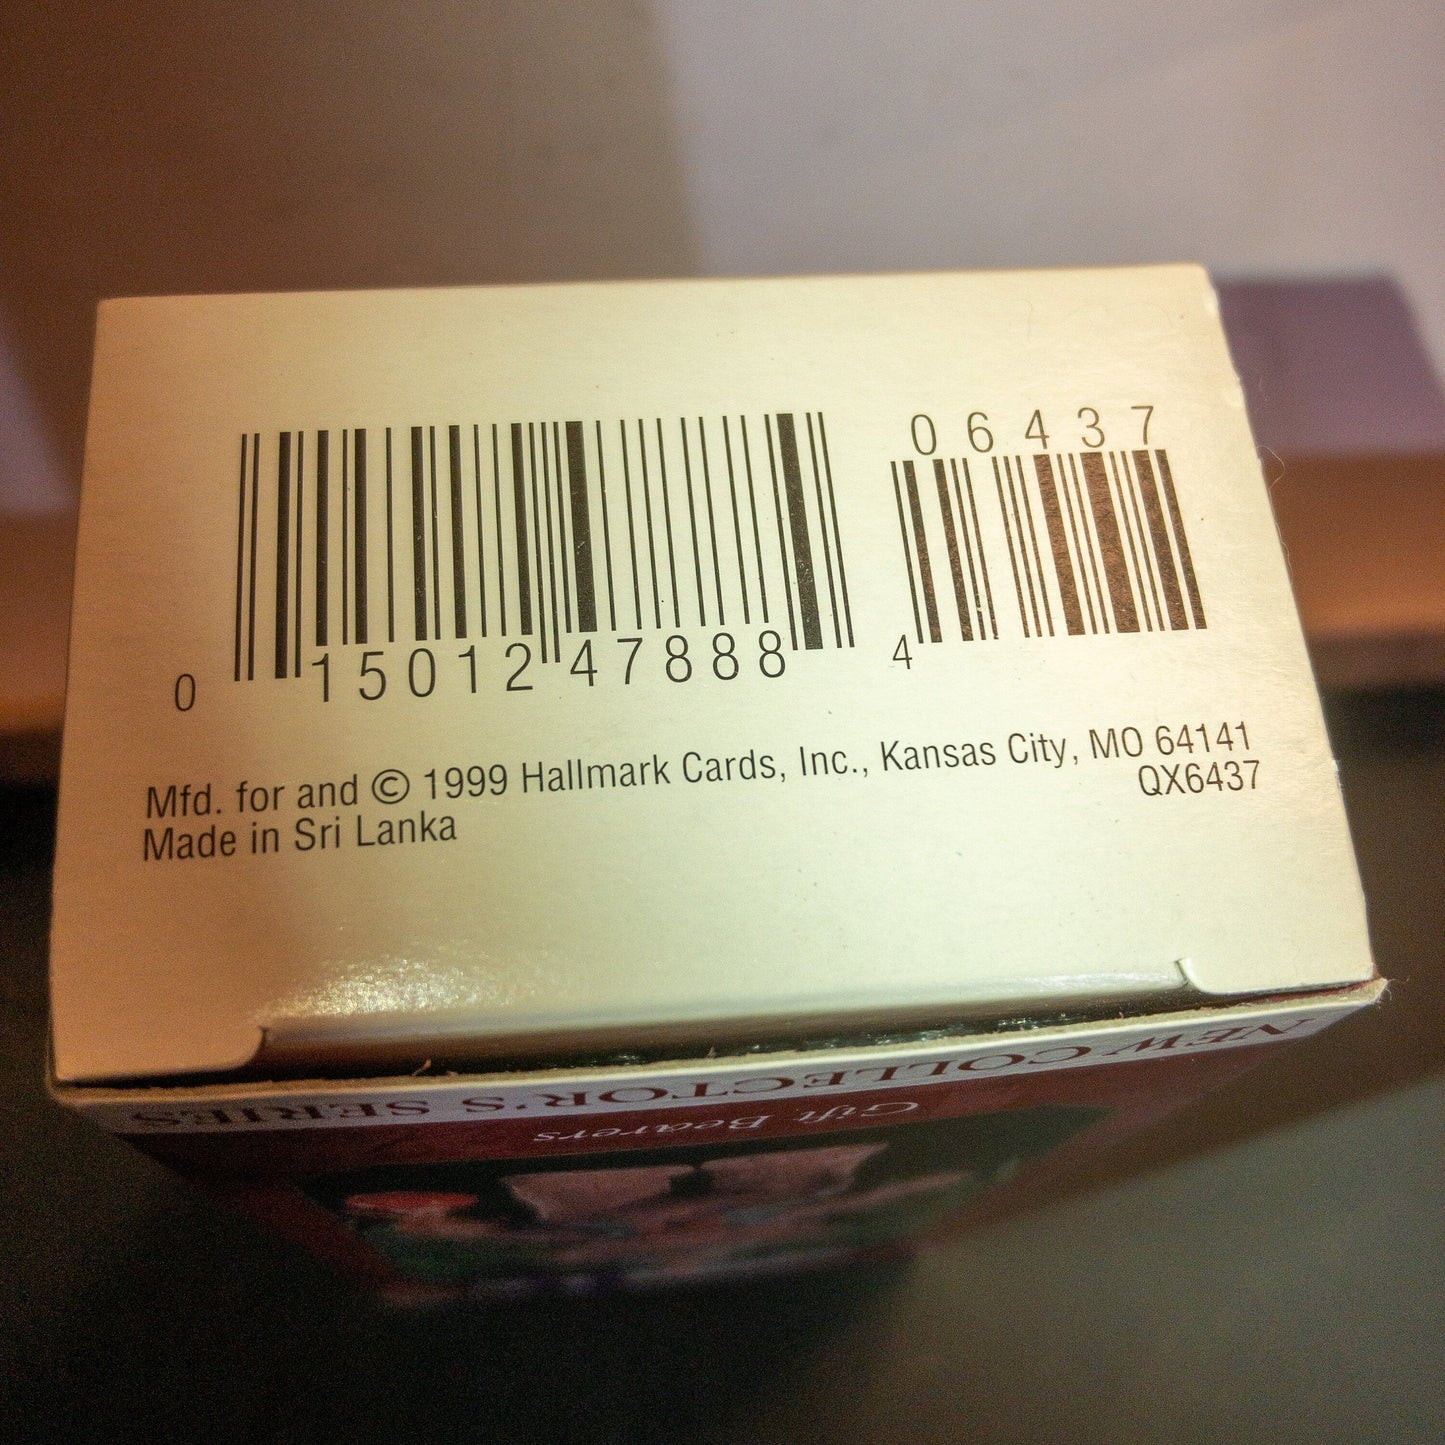 06437
0 15012 47888 4
Mfd. for and © 1999 Hallmark Cards, Inc., Kansas City, MO 64141
QX6437
Made in Sri Lanka
NEW COLLECTOR'S SERIES
Gift Bearers